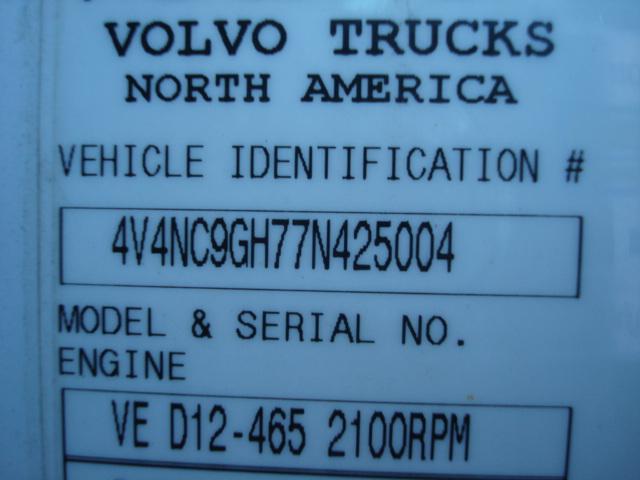 VOLVO TRUCKS
NORTH AMERICA
VEHICLE IDENTIFICATION #
4V4NC9GH77N425004
MODEL & SERIAL NO.
ENGINE
VE D12-465 2100RPM